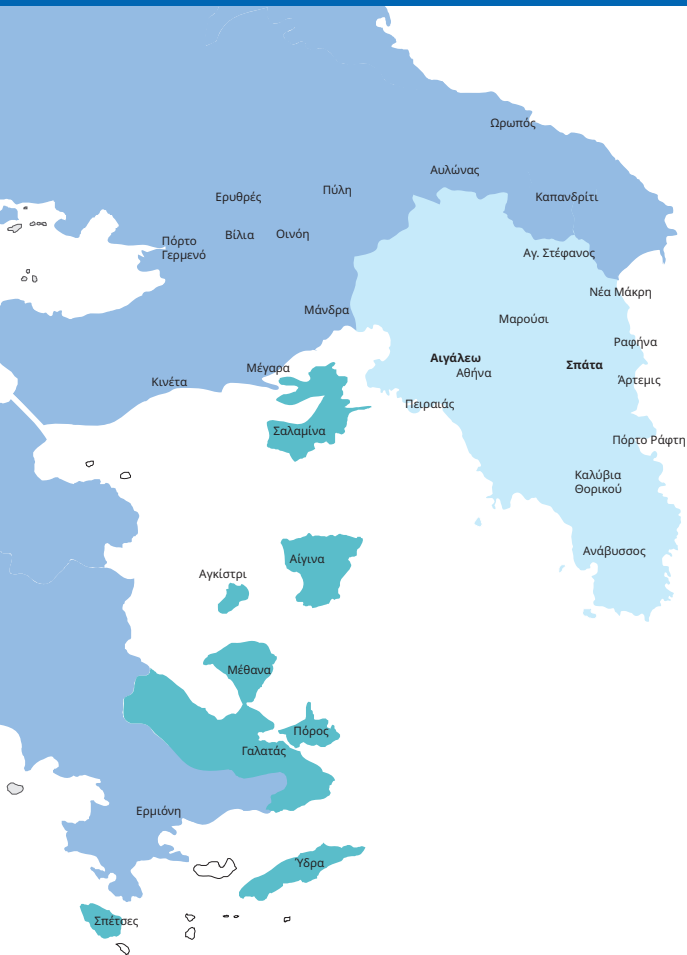 Ωρωπός
Αυλώνας
Πύλη
Ερυθρές
Καπανδρίτι
Βίλια
Οινόη
Πόρτο
Γερμενό
Αγ. Στέφανος
Νέα Μάκρη
Μάνδρα
Μαρούσι
Ραφήνα
Αιγάλεω
Σπάτα
Μέγαρα
Αθήνα
Κινέτα
Άρτεμις
Πειραιάς
Σαλαμίνα
Πόρτο Ράφτη
Καλύβια
Θορικού
Ανάβυσσος
Αίγινα
Αγκίστρι
Μέθανα
Πόρος
Γαλατάς
Ερμιόνη
Ύδρα
Σπέτσες